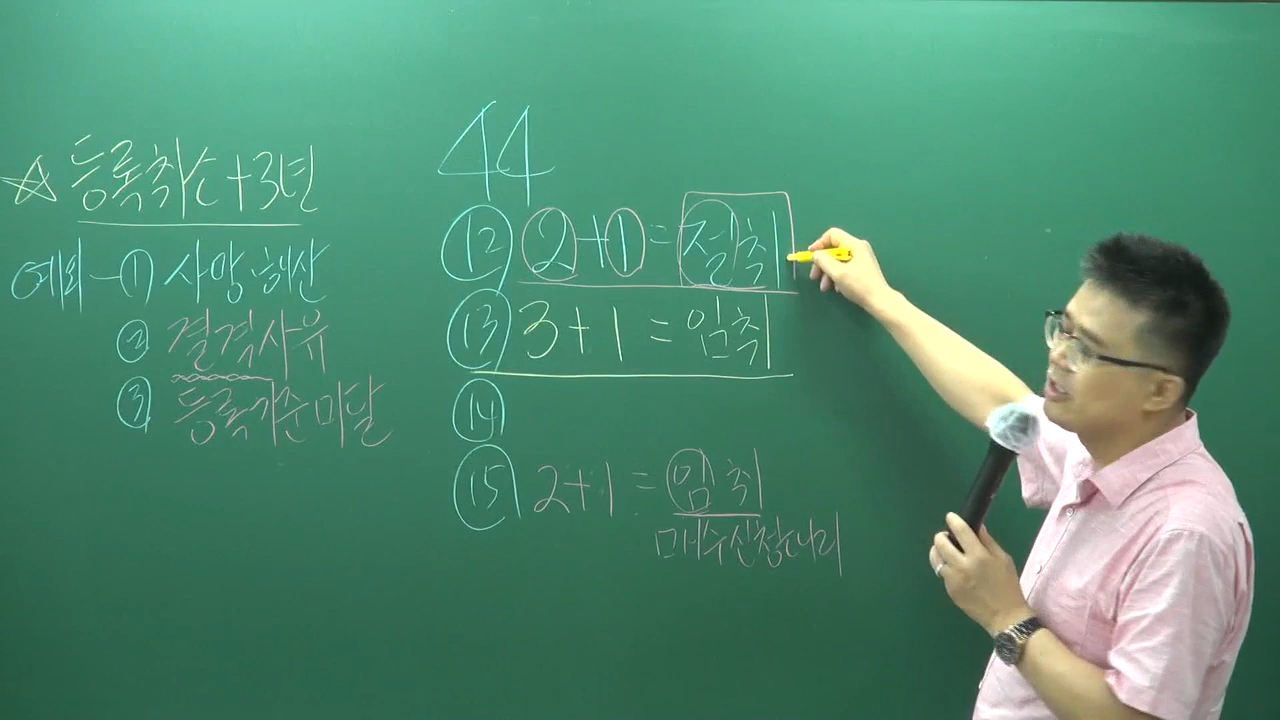 ☆ 등록취소+3년
예외 - ① 사망, 해산
② 결격사유
③ 등록기준미달
44
⑫ 2+1 = 절취
⑬ 3+1 = 임취
⑭
⑮ 2+1 = 임취
매수신청대리